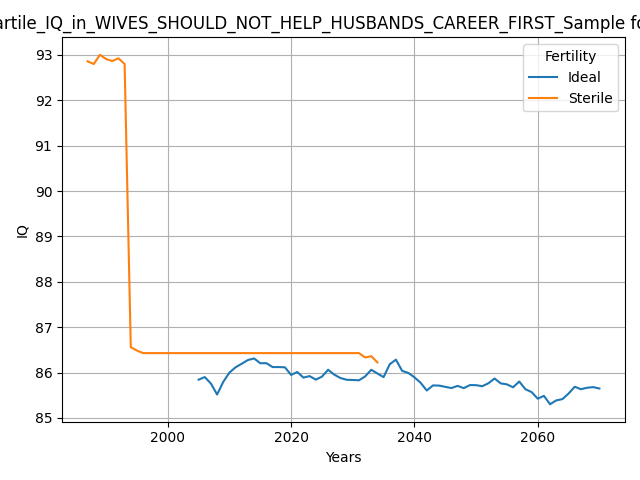 artile_IQ_in_WIVES_SHOULD_NOT_HELP_HUSBANDS_CAREER_FIRST_Sample fo
Fertility
Ideal
Sterile
IQ
93
92
91
90
89
88
87
86
85
2000 2020 2040 2060
Years